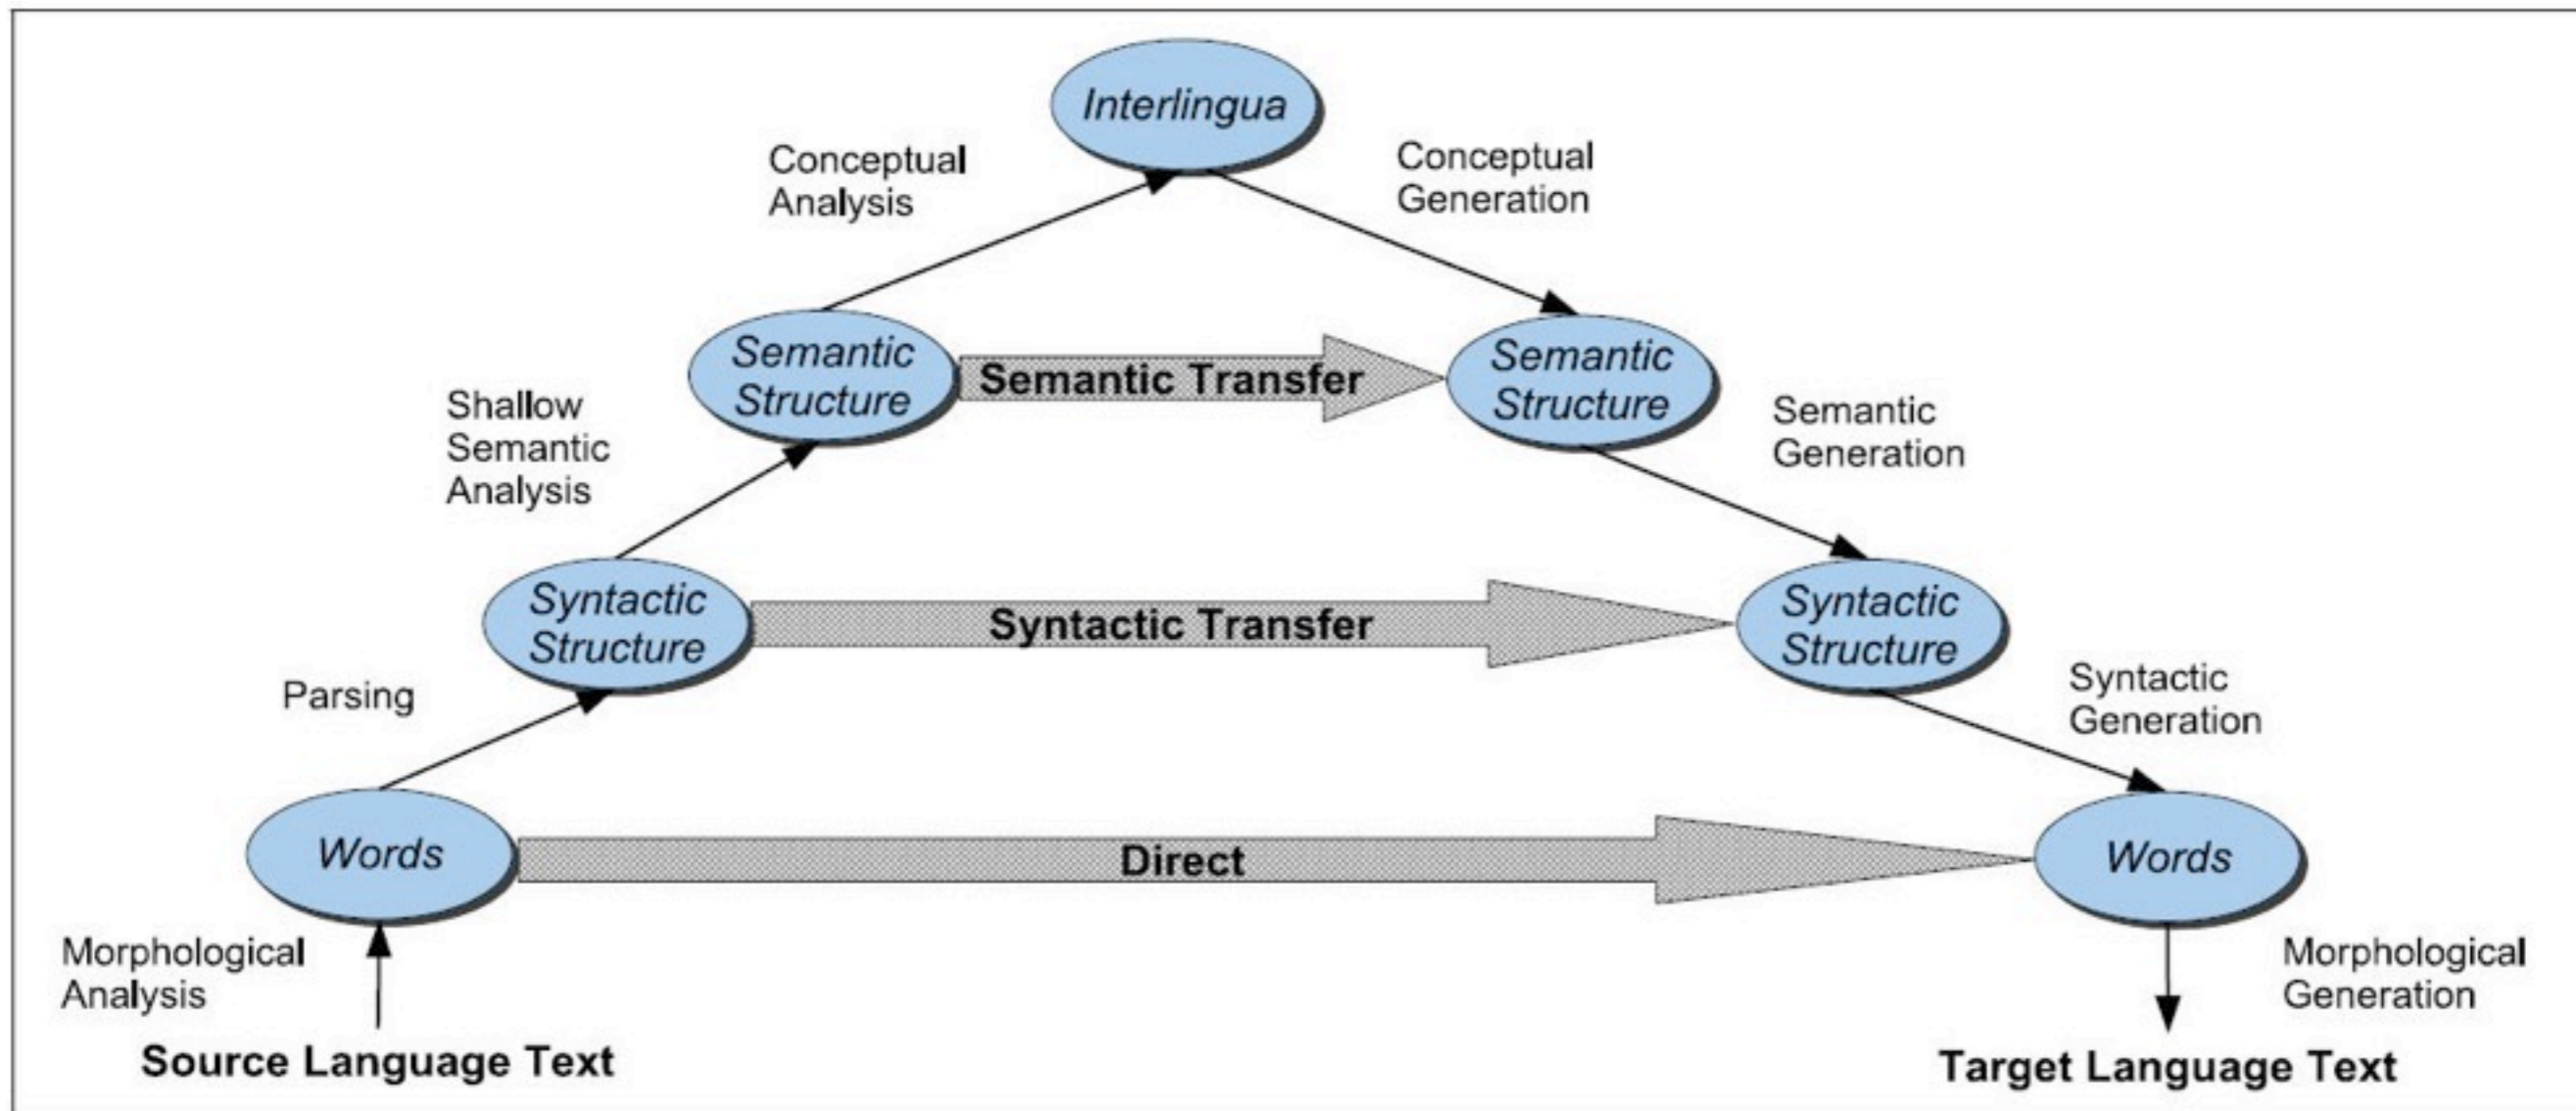 Interlingua
Conceptual
Analysis
Conceptual
Generation
Semantic
Structure
Semantic Transfer
Semantic
Structure
Shallow
Semantic
Analysis
Semantic
Generation
Syntactic
Structure
Syntactic Transfer
Syntactic
Structure
Parsing
Syntactic
Generation
Words
Direct
Words
Morphological
Analysis
Morphological
Generation
Source Language Text
Target Language Text